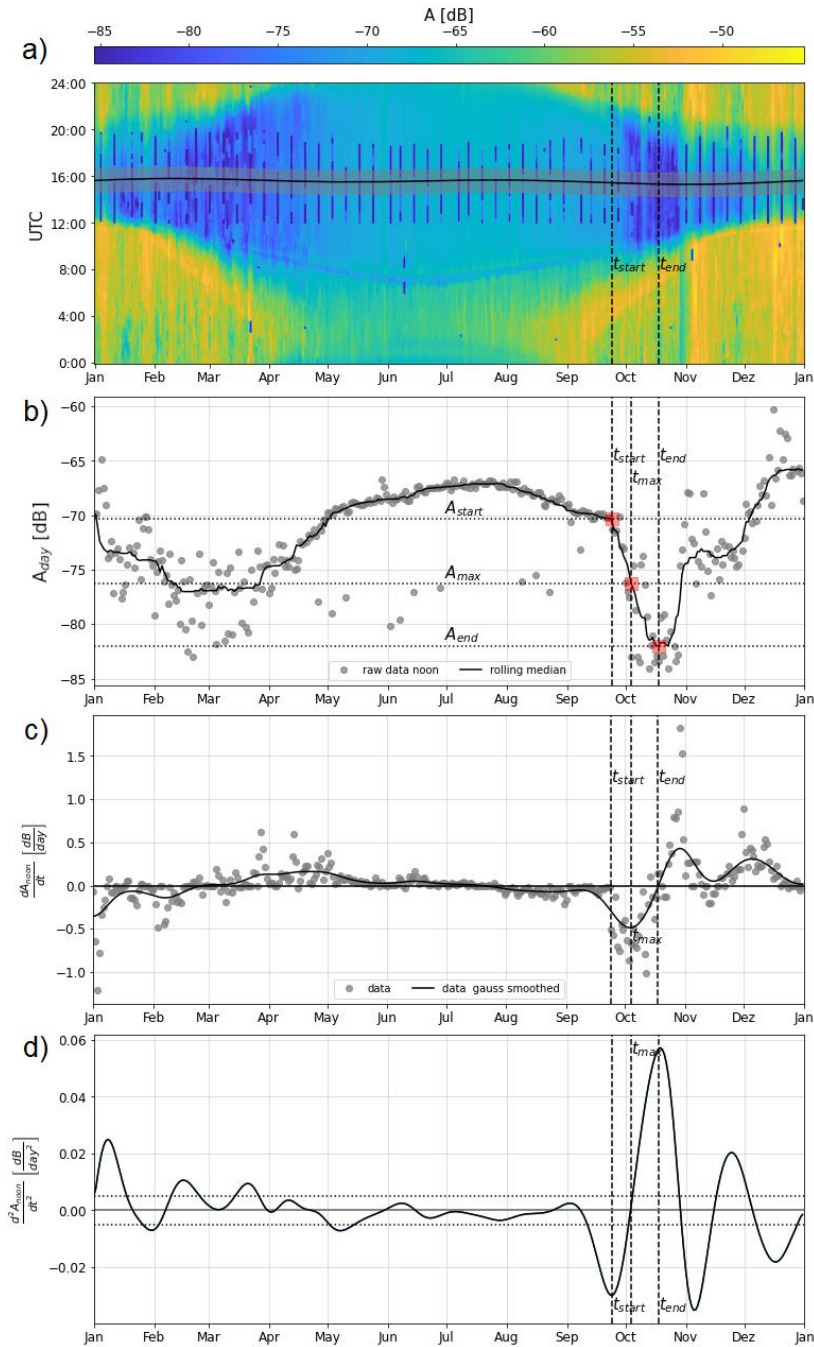 A [dB]
−85 −80 −75 −70 −65 −60 −55 −50
a)
24:00
20:00
16:00
12:00
8:00
4:00
0:00
UTC
t_start t_end
Jan Feb Mar Apr May Jun Jul Aug Sep Oct Nov Dez Jan
b)
−60
−65
−70
−75
−80
−85
A_day [dB]
t_start t_end
t_max
A_start
A_max
A_end
raw data noon rolling median
Jan Feb Mar Apr May Jun Jul Aug Sep Oct Nov Dez Jan
c)
1.5
1.0
0.5
0.0
−0.5
−1.0
dA_noon/dt [dB/day]
t_start t_end
t_max
data data gauss smoothed
Jan Feb Mar Apr May Jun Jul Aug Sep Oct Nov Dez Jan
d)
0.06
0.04
0.02
0.00
−0.02
d²A_noon/dt² [dB/day²]
t_max
t_start t_end
Jan Feb Mar Apr May Jun Jul Aug Sep Oct Nov Dez Jan